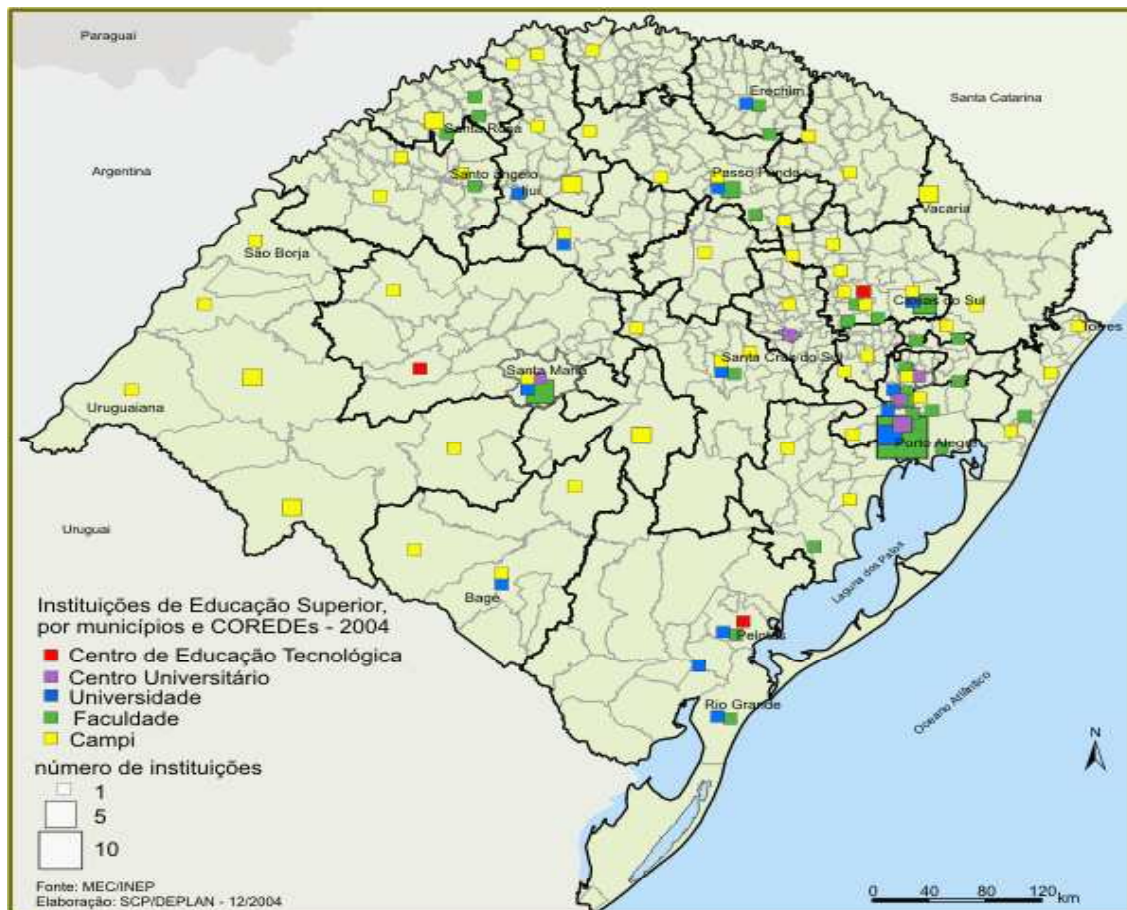 Paraguai
Santa Catarina
Argentina
Erechim
Santa Rosa
Santo ângelo
Ijuí
Passo Fundo
Vacaria
São Borja
Caxias do Sul
Torres
Santa Cruz do Sul
Santa Maria
Uruguaiana
Porto Alegre
Uruguai
Laguna dos Patos
Bagé
Pelotas
Rio Grande
Oceano Atlântico
N
Instituições de Educação Superior,
por municípios e COREDEs - 2004
Centro de Educação Tecnológica
Centro Universitário
Universidade
Faculdade
Campi
número de instituições
1
5
10
Fonte: MEC/INEP
Elaboração: SCP/DEPLAN - 12/2004
0 40 80 120 km